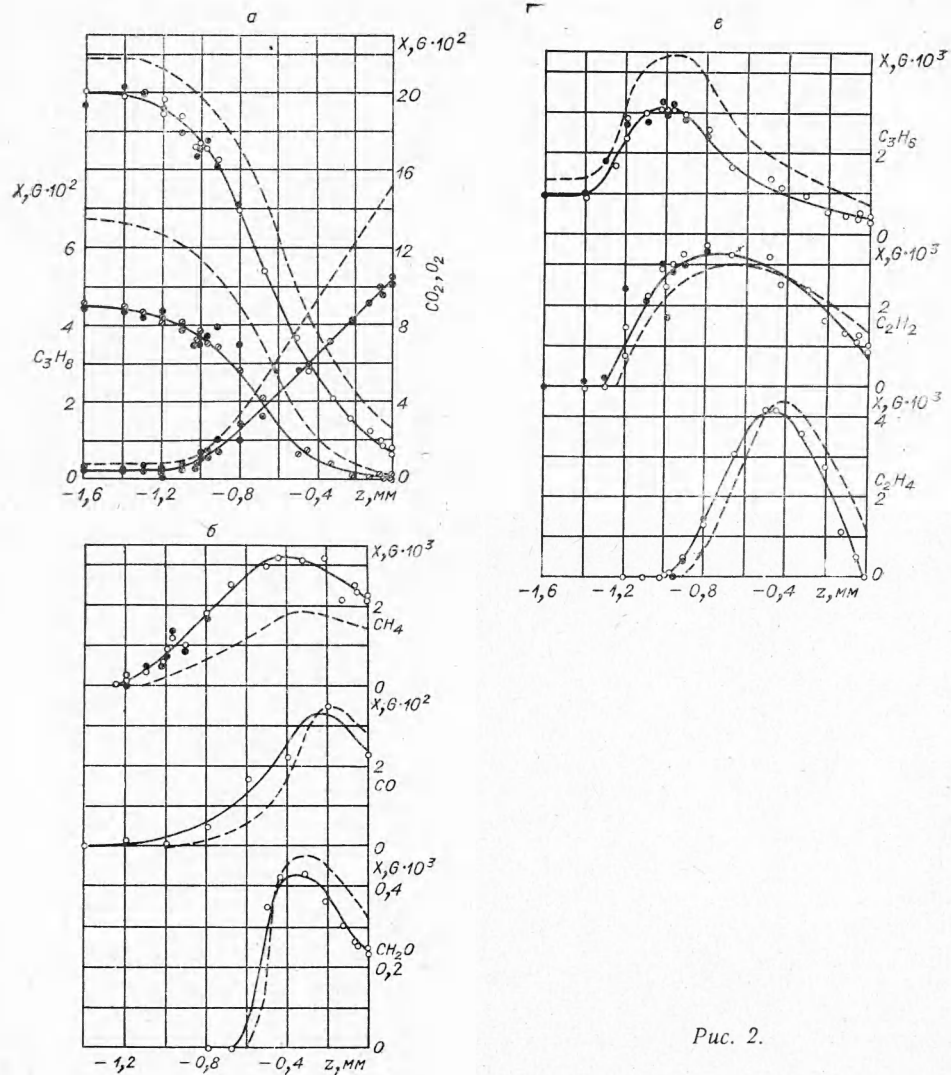 а
X, G·10²
20
16
12
8
4
0
CO₂, O₂
X, G·10²
6
4
C₃H₈
2
0
-1,6
-1,2
-0,8
-0,4
z, мм
б
X, G·10³
2
CH₄
0
X, G·10²
2
CO
0
X, G·10³
0,4
CH₂O
0,2
0
-1,2
-0,8
-0,4
z, мм
в
X, G·10³
C₃H₆
2
0
X, G·10³
2
C₂H₂
0
X, G·10³
4
C₂H₄
2
0
-1,6
-1,2
-0,8
-0,4
z, мм
Рис. 2.